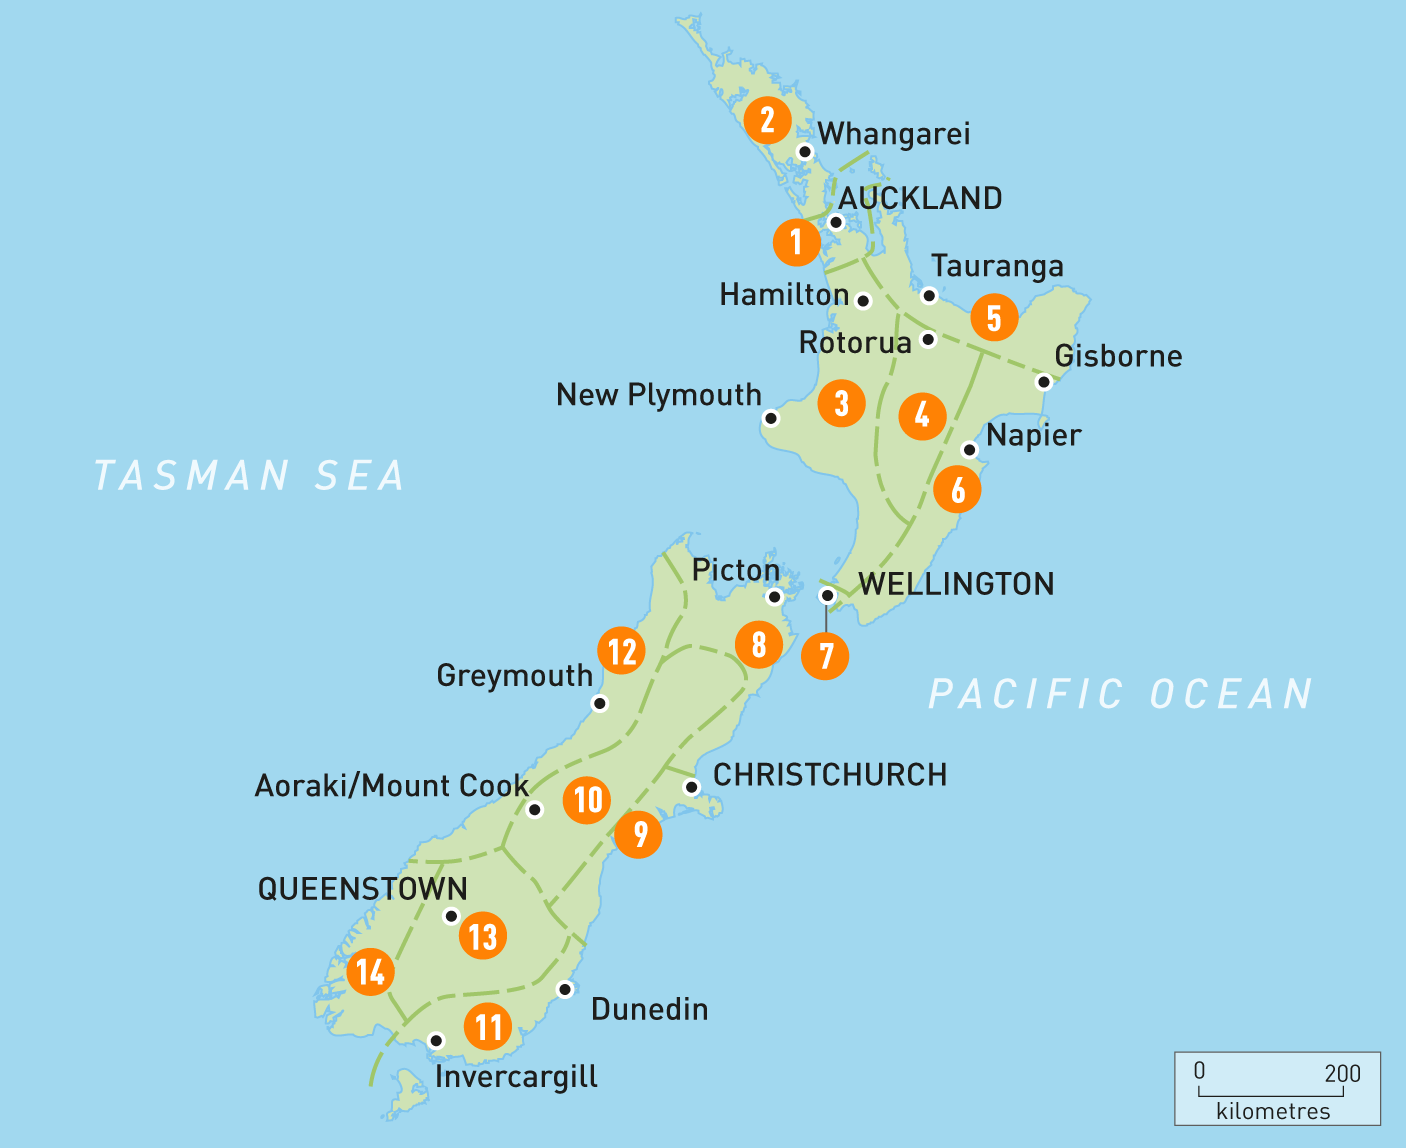 2
Whangarei
AUCKLAND
1
Tauranga
Hamilton
5
Rotorua
Gisborne
New Plymouth
3
4
Napier
TASMAN SEA
6
Picton
WELLINGTON
12
8
7
Greymouth
PACIFIC OCEAN
CHRISTCHURCH
Aoraki/Mount Cook
10
9
QUEENSTOWN
13
14
Dunedin
11
Invercargill
0 200
kilometres